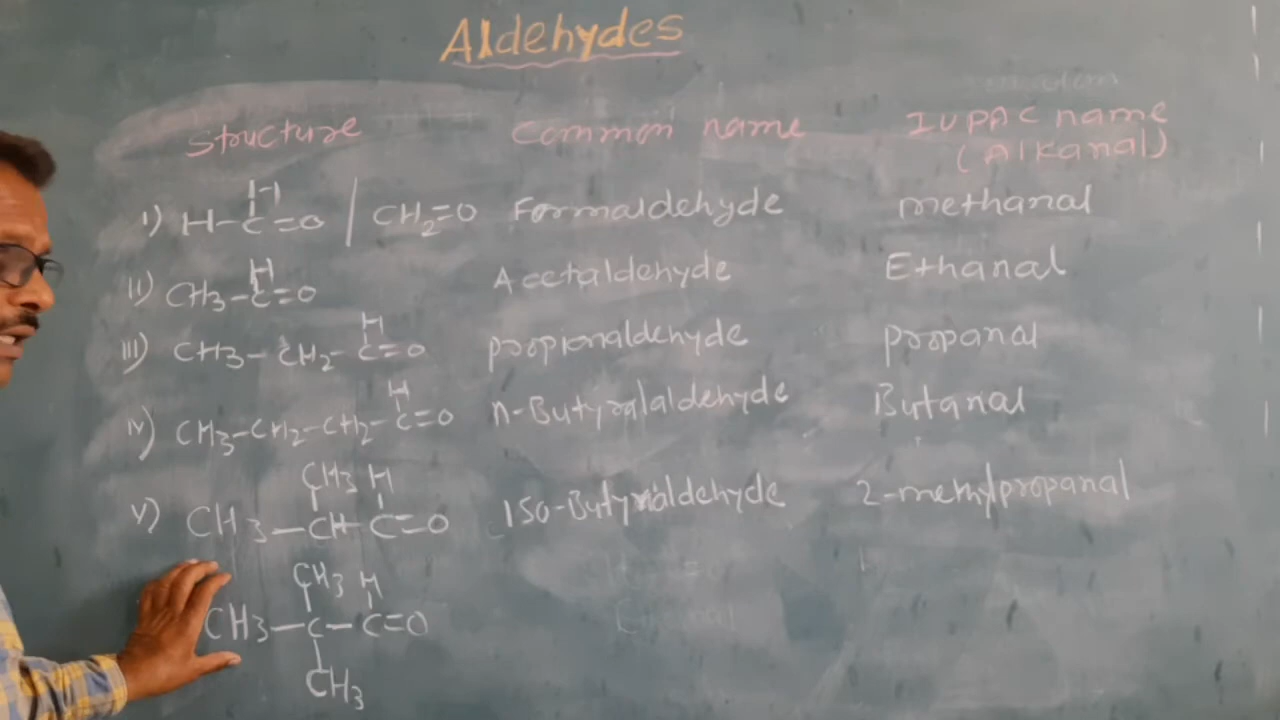 Aldehydes
Structure Common name IUPAC name
(Alkanal)
H
I) H-C=O / CH2=O Formaldehyde methanal
H
II) CH3-C=O Acetaldehyde Ethanal
H
III) CH3-CH2-C=O propionaldehyde propanal
H
IV) CH3-CH2-CH2-C=O n-Butyralaldehyde Butanal
CH3 H
V) CH3-CH-C=O Iso-Butyraldehyde 2-methylpropanal
CH3 H
CH3-C-C=O
CH3